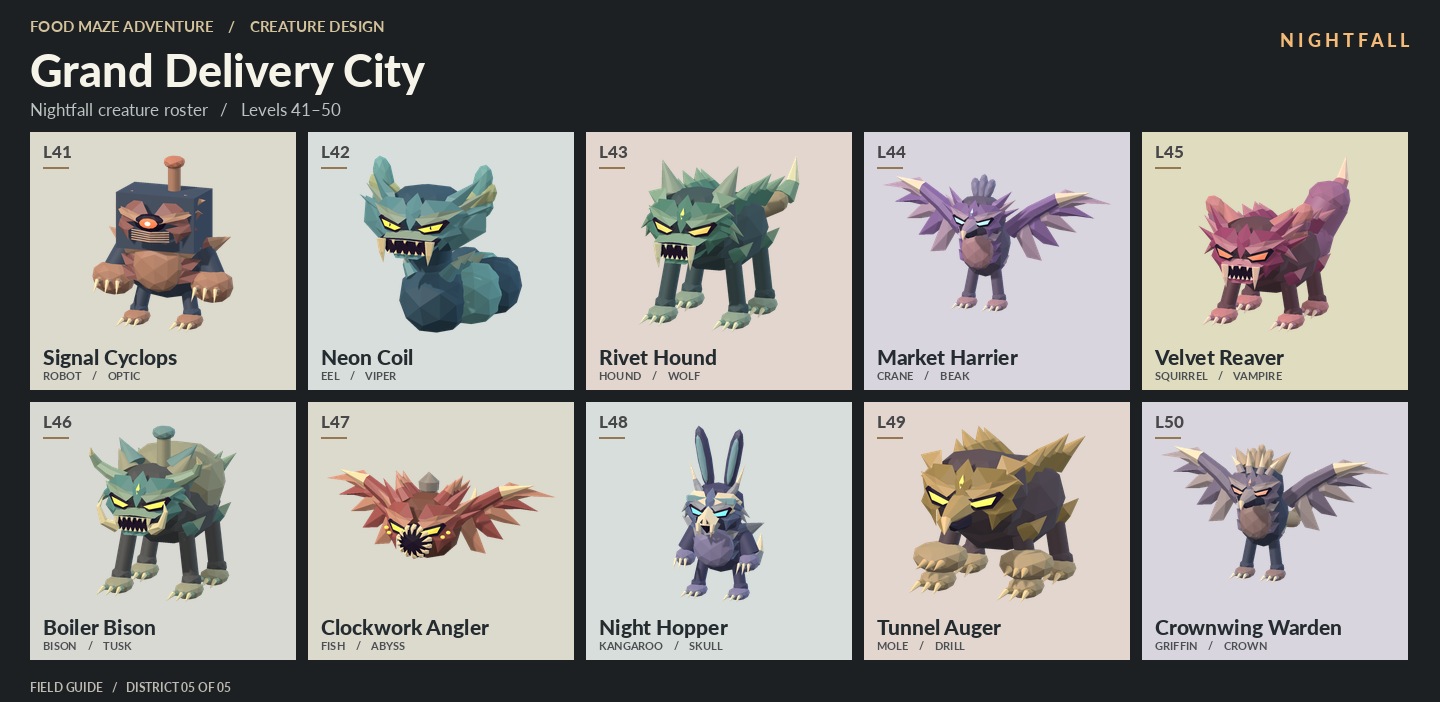 FOOD MAZE ADVENTURE / CREATURE DESIGN
NIGHTFALL
Grand Delivery City
Nightfall creature roster / Levels 41–50
L41
Signal Cyclops
ROBOT / OPTIC
L42
Neon Coil
EEL / VIPER
L43
Rivet Hound
HOUND / WOLF
L44
Market Harrier
CRANE / BEAK
L45
Velvet Reaver
SQUIRREL / VAMPIRE
L46
Boiler Bison
BISON / TUSK
L47
Clockwork Angler
FISH / ABYSS
L48
Night Hopper
KANGAROO / SKULL
L49
Tunnel Auger
MOLE / DRILL
L50
Crownwing Warden
GRIFFIN / CROWN
FIELD GUIDE / DISTRICT 05 OF 05